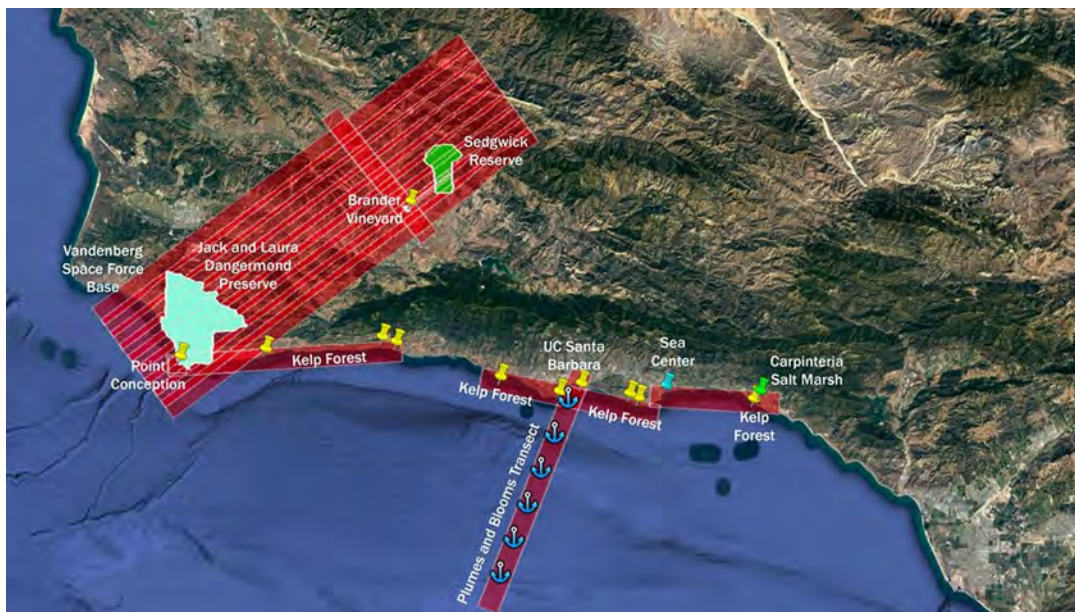 Sedgwick
Reserve
Brander
Vineyard
Vandenberg
Space Force
Base
Jack and Laura
Dangermond
Preserve
Point
Conception
Kelp Forest
UC Santa
Barbara
Sea
Center
Carpinteria
Salt Marsh
Kelp Forest
Kelp Forest
Kelp
Forest
Plumes and Blooms Transect